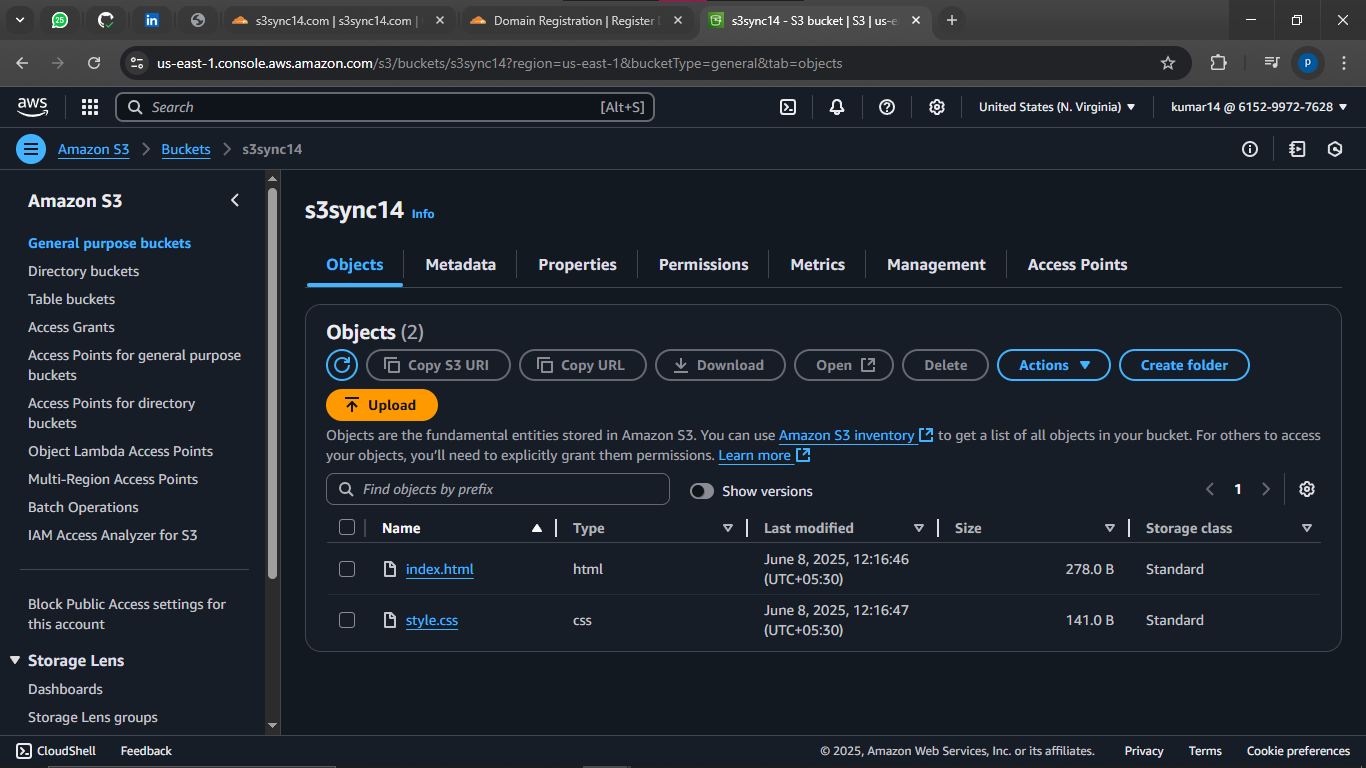 25
s3sync14.com | s3sync14.com |
Domain Registration | Register
s3sync14 - S3 bucket | S3 | us-e
us-east-1.console.aws.amazon.com/s3/buckets/s3sync14?region=us-east-1&bucketType=general&tab=objects
p
aws
Search [Alt+S]
United States (N. Virginia)
kumar14 @ 6152-9972-7628
Amazon S3
Buckets
s3sync14
Amazon S3
General purpose buckets
Directory buckets
Table buckets
Access Grants
Access Points for general purpose
buckets
Access Points for directory
buckets
Object Lambda Access Points
Multi-Region Access Points
Batch Operations
IAM Access Analyzer for S3
Block Public Access settings for
this account
Storage Lens
Dashboards
Storage Lens groups
s3sync14 Info
Objects
Metadata
Properties
Permissions
Metrics
Management
Access Points
Objects (2)
Copy S3 URI
Copy URL
Download
Open
Delete
Actions
Create folder
Upload
Objects are the fundamental entities stored in Amazon S3. You can use Amazon S3 inventory to get a list of all objects in your bucket. For others to access
your objects, you'll need to explicitly grant them permissions. Learn more
Find objects by prefix
Show versions
1
Name Type Last modified Size Storage class
index.html html June 8, 2025, 12:16:46 (UTC+05:30) 278.0 B Standard
style.css css June 8, 2025, 12:16:47 (UTC+05:30) 141.0 B Standard
CloudShell
Feedback
© 2025, Amazon Web Services, Inc. or its affiliates.
Privacy
Terms
Cookie preferences